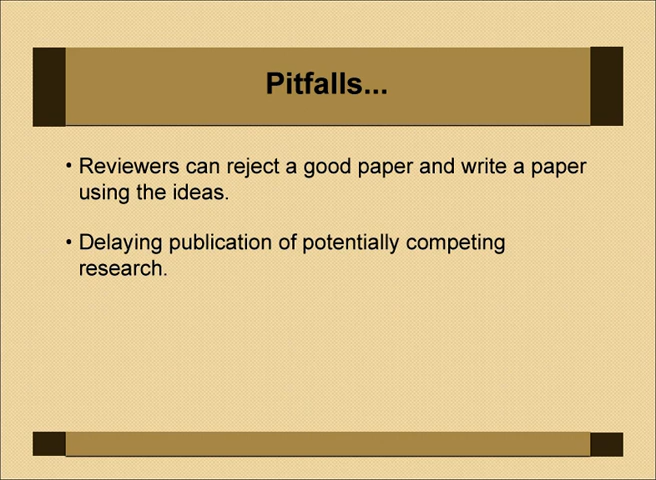 Pitfalls...
• Reviewers can reject a good paper and write a paper
using the ideas.
• Delaying publication of potentially competing
research.